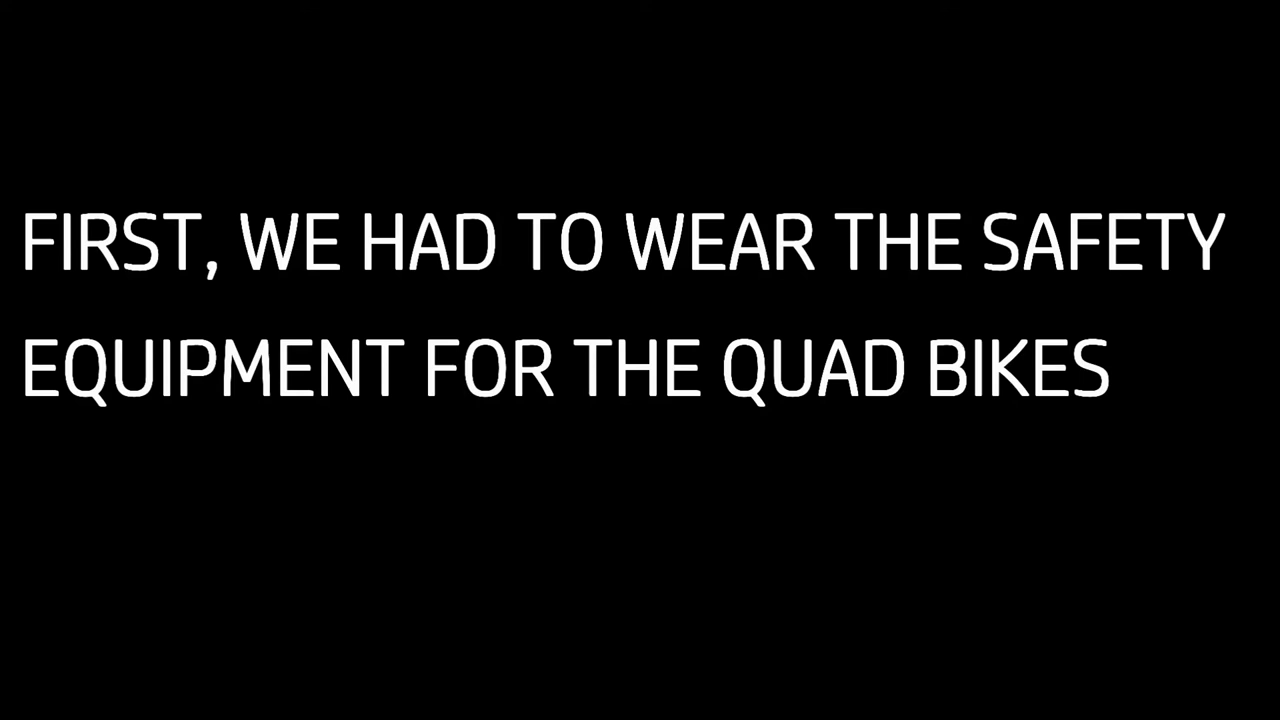 FIRST, WE HAD TO WEAR THE SAFETY
EQUIPMENT FOR THE QUAD BIKES